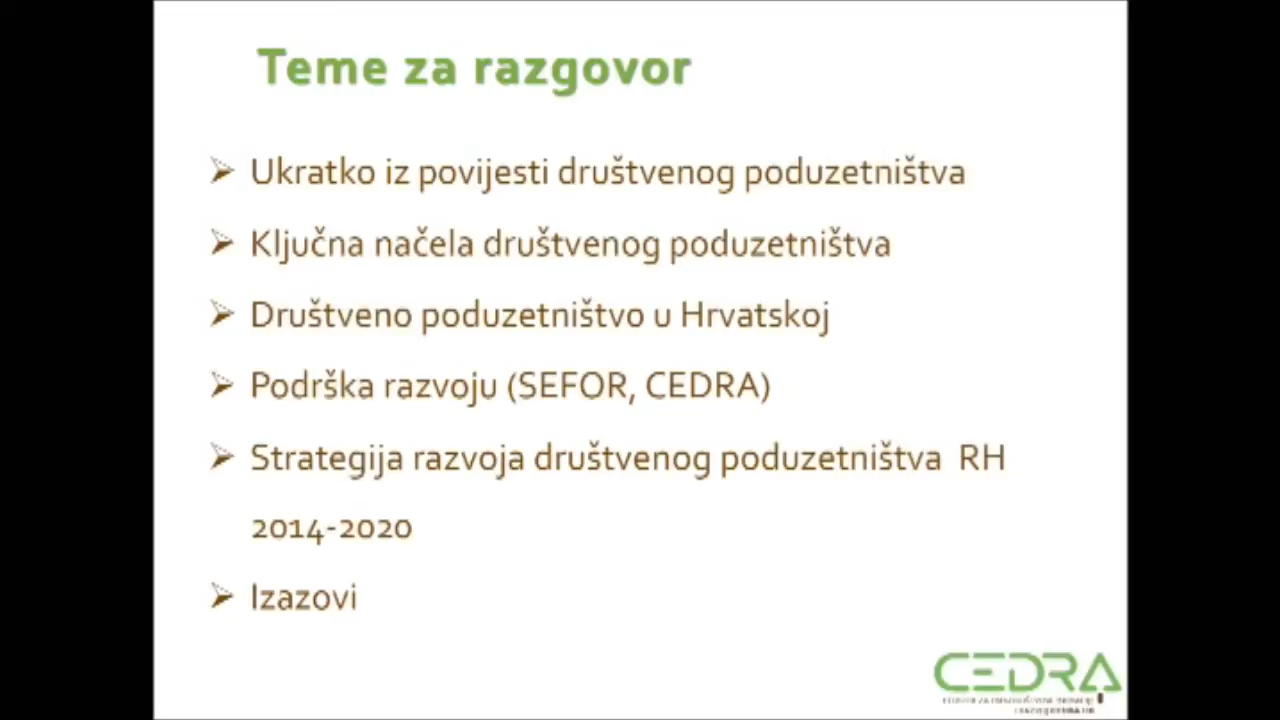 Teme za razgovor
Ukratko iz povijesti društvenog poduzetništva
Ključna načela društvenog poduzetništva
Društveno poduzetništvo u Hrvatskoj
Podrška razvoju (SEFOR, CEDRA)
Strategija razvoja društvenog poduzetništva RH
2014-2020
Izazovi
CEDRA